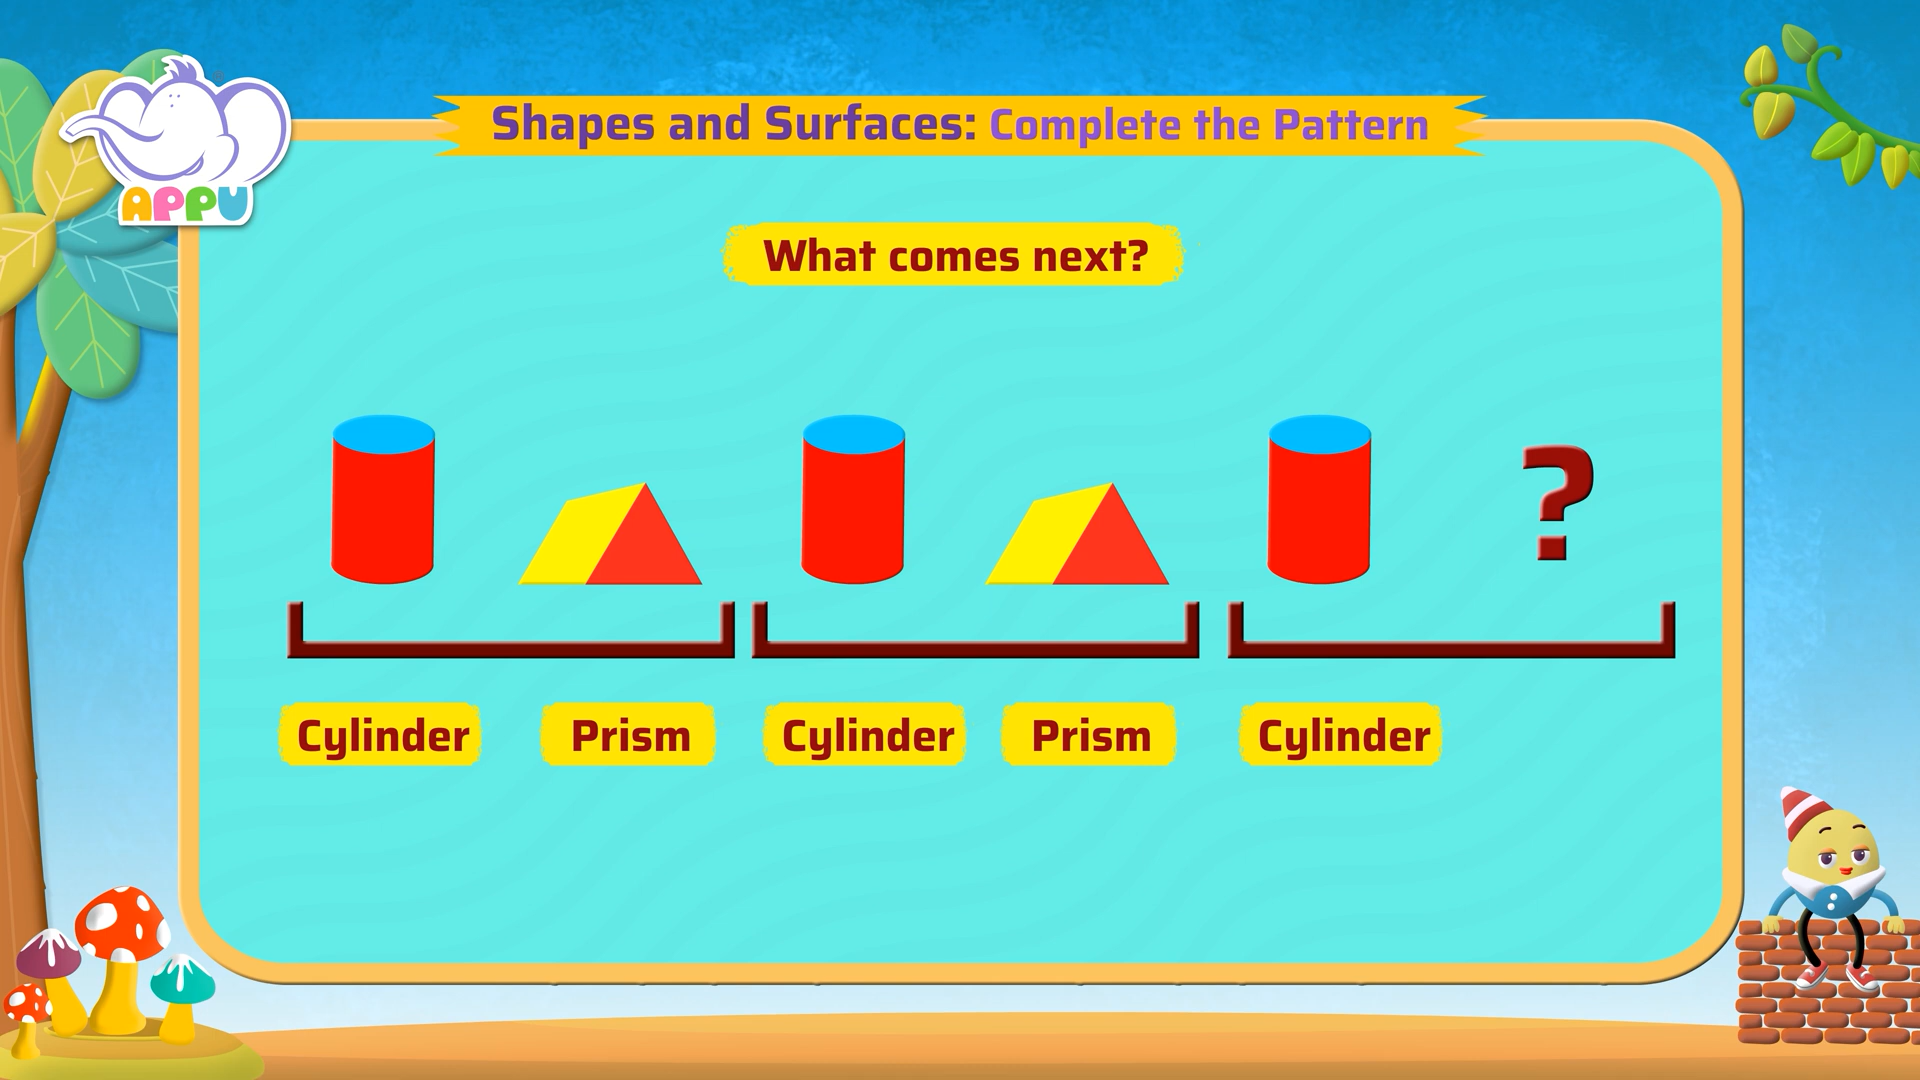 APPU
Shapes and Surfaces: Complete the Pattern
What comes next?
?
Cylinder Prism Cylinder Prism Cylinder